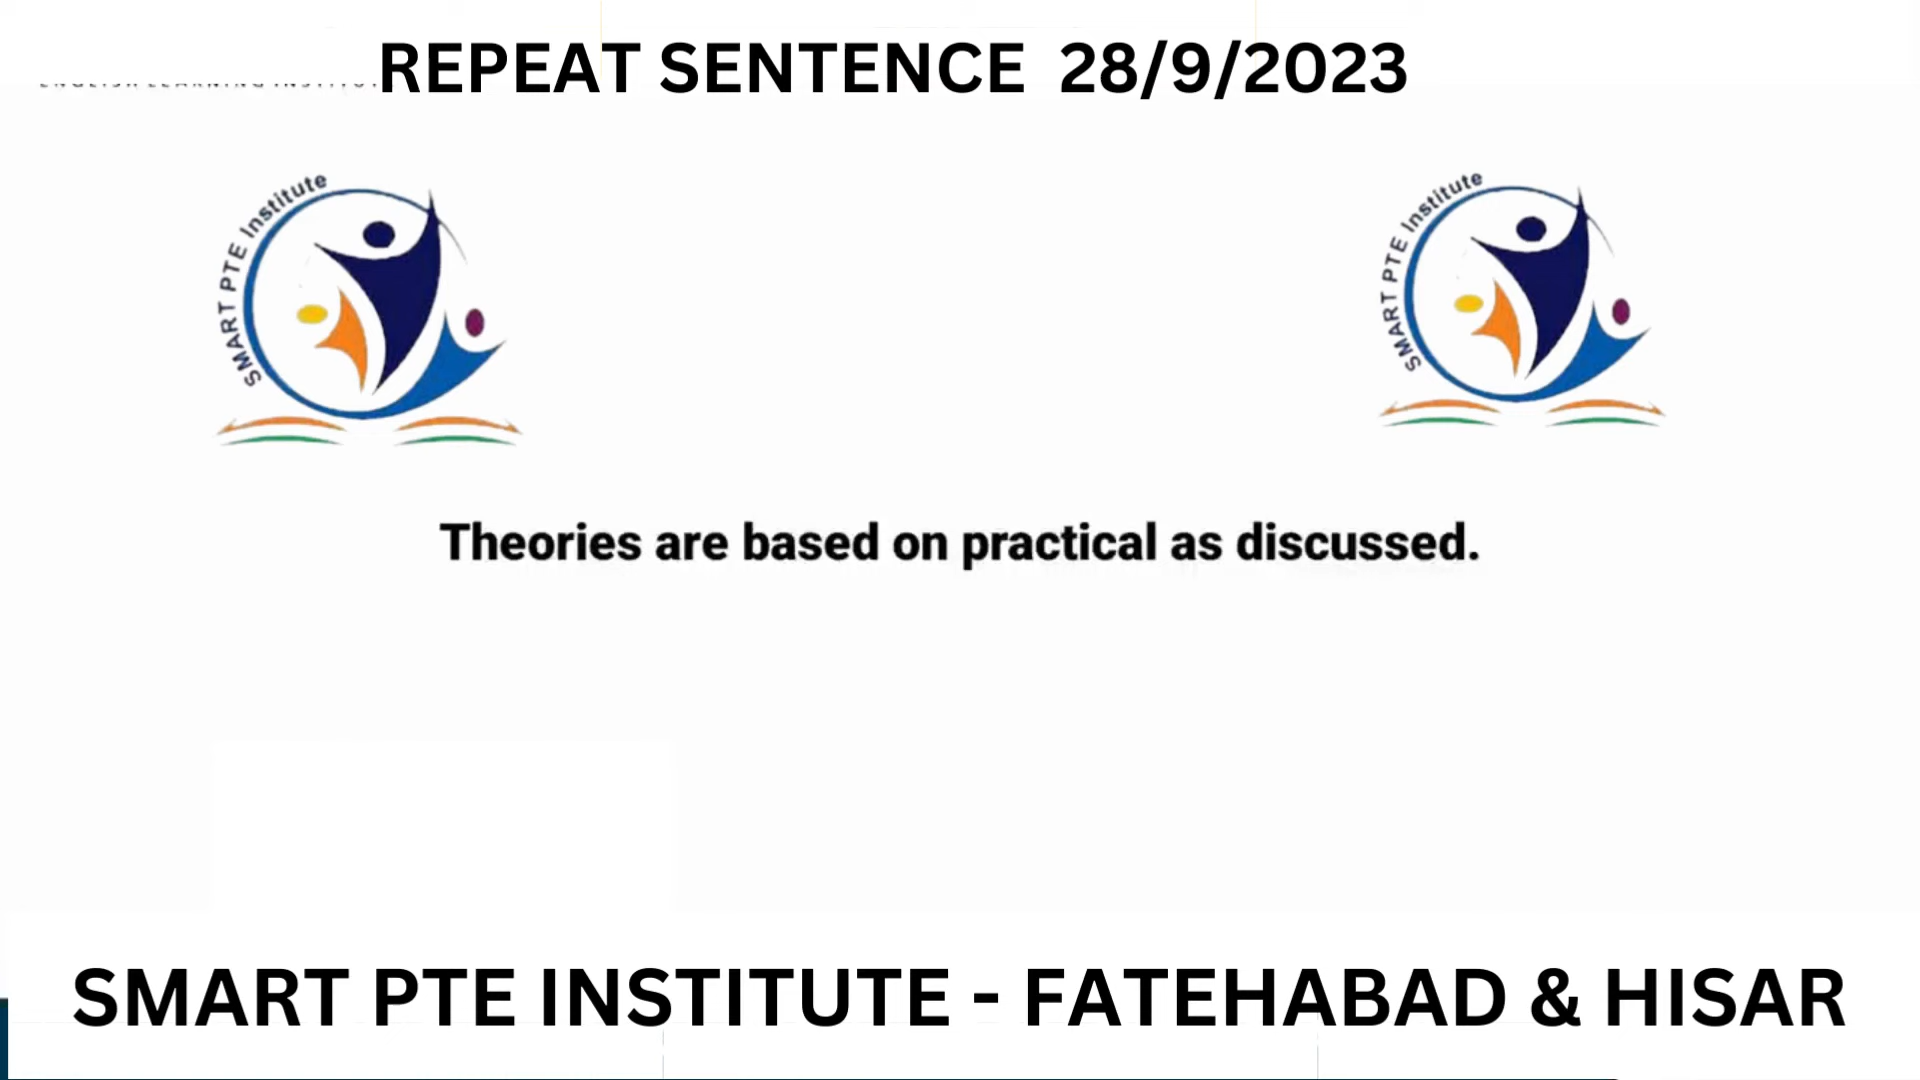 REPEAT SENTENCE 28/9/2023
SMART PTE Institute
SMART PTE Institute
Theories are based on practical as discussed.
SMART PTE INSTITUTE - FATEHABAD & HISAR